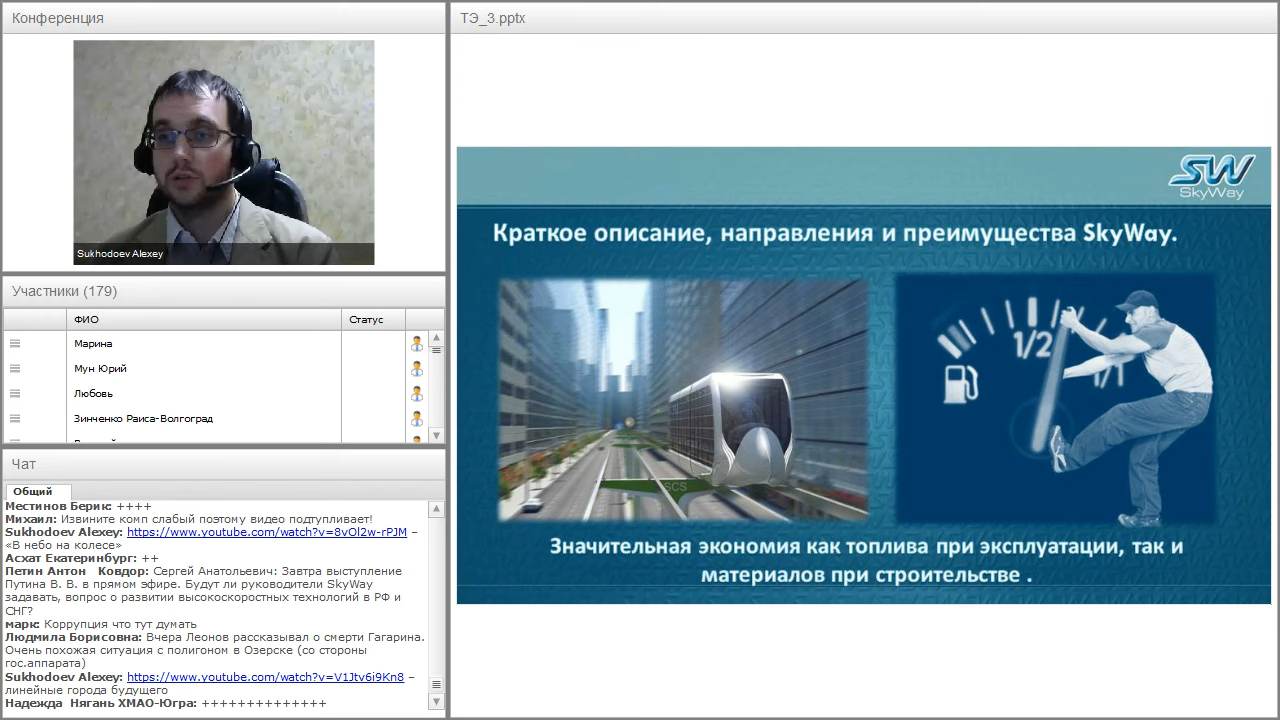 Конференция
Sukhodoev Alexey
Участники (179)
ФИО
Статус
Марина
Мун Юрий
Любовь
Зинченко Раиса-Волгоград
Чат
Общий
Местинов Берик: ++++
Михаил: Извините комп слабый поэтому видео подтупливает!
Sukhodoev Alexey: https://www.youtube.com/watch?v=8vOl2w-rPJM –
«В небо на колесе»
Асхат Екатеринбург: ++
Петин Антон Ковдор: Сергей Анатольевич: Завтра выступление
Путина В. В. в прямом эфире. Будут ли руководители SkyWay
задавать, вопрос о развитии высокоскоростных технологий в РФ и
СНГ?
марк: Коррупция что тут думать
Людмила Борисовна: Вчера Леонов рассказывал о смерти Гагарина.
Очень похожая ситуация с полигоном в Озерске (со стороны
гос.аппарата)
Sukhodoev Alexey: https://www.youtube.com/watch?v=V1Jtv6i9Kn8 –
линейные города будущего
Надежда Нягань ХМАО-Югра: ++++++++++++++
ТЭ_3.pptx
SW
SkyWay
Краткое описание, направления и преимущества SkyWay.
SCS
1/2
1/1
Значительная экономия как топлива при эксплуатации, так и
материалов при строительстве .